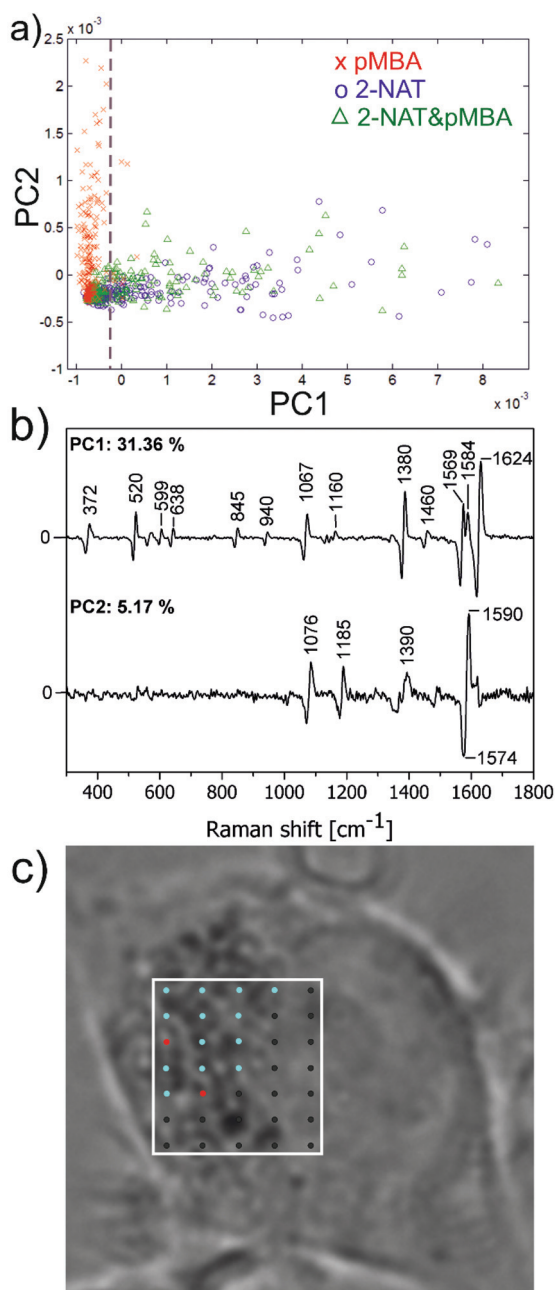 a)
x 10⁻³
2.5
2
1.5
1
0.5
0
-0.5
-1
PC2
x pMBA
o 2-NAT
△ 2-NAT&pMBA
-1 0 1 2 3 4 5 6 7 8
PC1
x 10⁻³
b)
PC1: 31.36 %
372 520 599 638 845 940 1067 1160 1380 1460 1569 1584 1624
0
PC2: 5.17 %
1076 1185 1390 1590
0
1574
400 600 800 1000 1200 1400 1600 1800
Raman shift [cm⁻¹]
c)